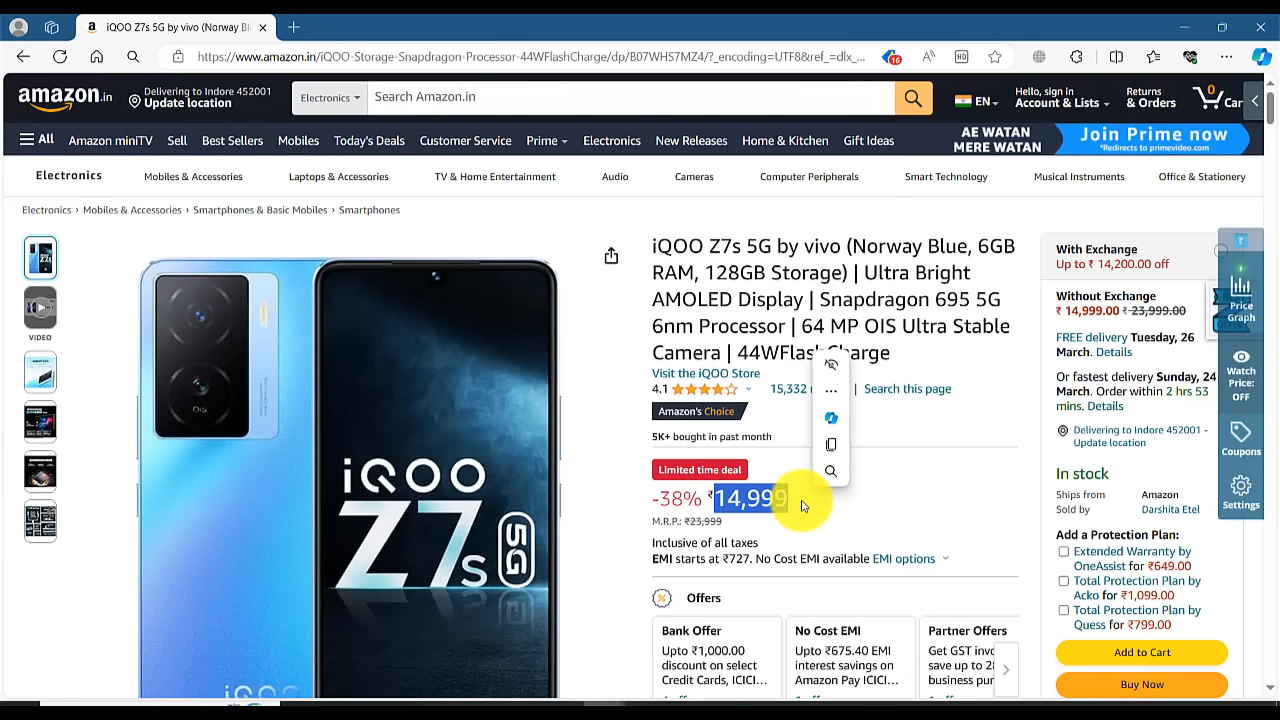 iQOO Z7s 5G by vivo (Norway Bl
https://www.amazon.in/iQOO-Storage-Snapdragon-Processor-44WFlashCharge/dp/B07WHS7MZ4/?_encoding=UTF8&ref_=dlx_...
16
amazon.in
Delivering to Indore 452001
Update location
Electronics
Search Amazon.in
EN
Hello, sign in
Account & Lists
Returns
& Orders
0
Car
All
Amazon miniTV
Sell
Best Sellers
Mobiles
Today's Deals
Customer Service
Prime
Electronics
New Releases
Home & Kitchen
Gift Ideas
AE WATAN
MERE WATAN
Join Prime now
*Redirects to primevideo.com
Electronics
Mobiles & Accessories
Laptops & Accessories
TV & Home Entertainment
Audio
Cameras
Computer Peripherals
Smart Technology
Musical Instruments
Office & Stationery
Electronics › Mobiles & Accessories › Smartphones & Basic Mobiles › Smartphones
VIDEO
iQOO
Z7s 5G
iQOO Z7s 5G by vivo (Norway Blue, 6GB
RAM, 128GB Storage) | Ultra Bright
AMOLED Display | Snapdragon 695 5G
6nm Processor | 64 MP OIS Ultra Stable
Camera | 44WFlashCharge
Visit the iQOO Store
4.1
15,332
| Search this page
Amazon's Choice
5K+ bought in past month
Limited time deal
-38% ₹14,999
M.R.P.: ₹23,999
Inclusive of all taxes
EMI starts at ₹727. No Cost EMI available EMI options
Offers
Bank Offer
Upto ₹1,000.00
discount on select
Credit Cards, ICICI...
No Cost EMI
Upto ₹675.40 EMI
interest savings on
Amazon Pay ICICI...
Partner Offers
Get GST invo
save up to 2
business pur
With Exchange
Up to ₹ 14,200.00 off
Without Exchange
₹ 14,999.00 ₹ 23,999.00
FREE delivery Tuesday, 26
March. Details
Or fastest delivery Sunday, 24
March. Order within 2 hrs 53
mins. Details
Delivering to Indore 452001 -
Update location
In stock
Ships from Amazon
Sold by Darshita Etel
Add a Protection Plan:
Extended Warranty by
OneAssist for ₹649.00
Total Protection Plan by
Acko for ₹1,099.00
Total Protection Plan by
Quess for ₹799.00
Add to Cart
Buy Now
Price
Graph
Watch
Price:
OFF
Coupons
Settings